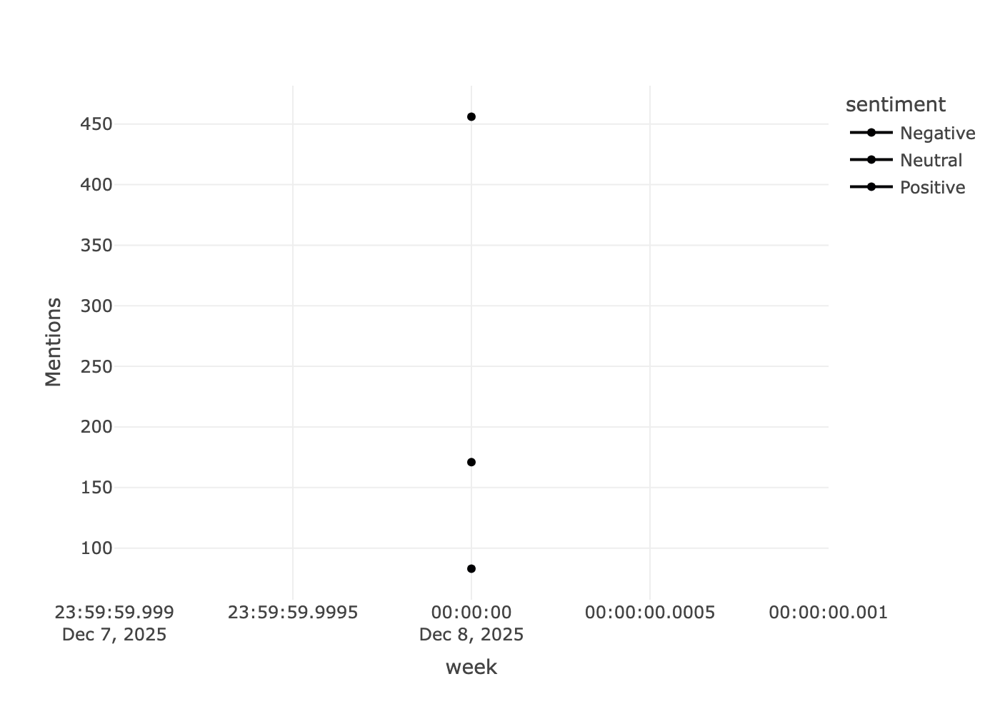 sentiment
Negative
Neutral
Positive
450
400
350
300
250
200
150
100
Mentions
23:59:59.999 23:59:59.9995 00:00:00 00:00:00.0005 00:00:00.001
Dec 7, 2025 Dec 8, 2025
week